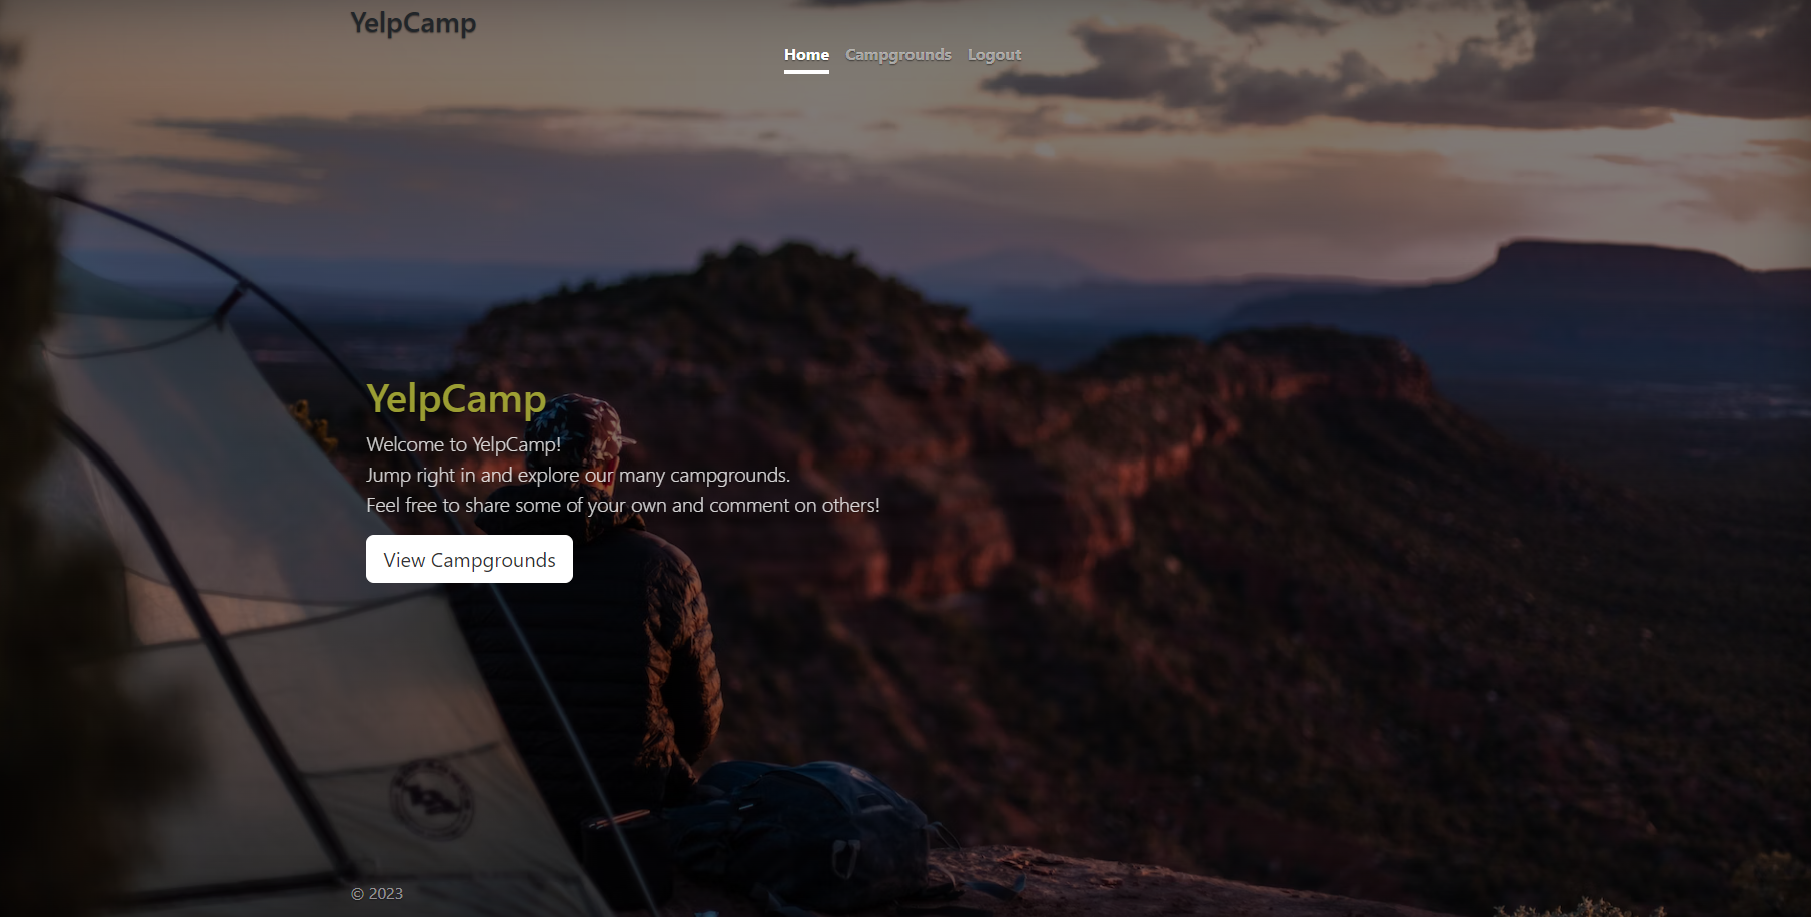 YelpCamp
Home Campgrounds Logout
YelpCamp
Welcome to YelpCamp!
Jump right in and explore our many campgrounds.
Feel free to share some of your own and comment on others!
View Campgrounds
© 2023